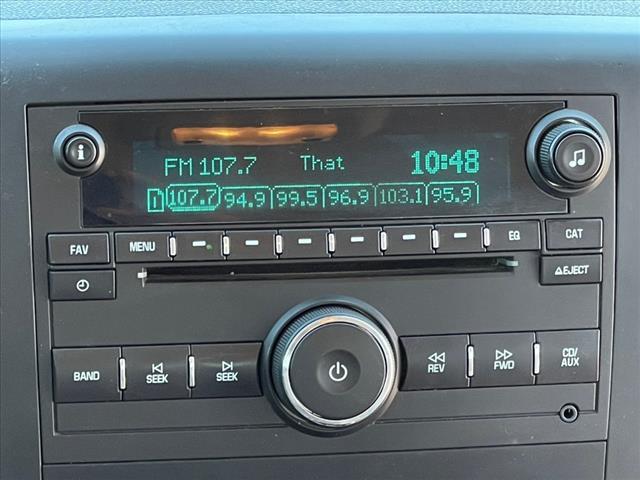 FM 107.7 That 10:48
1 107.7 94.9 99.5 96.9 103.1 95.9
FAV MENU EQ CAT
EJECT
BAND SEEK SEEK REV FWD CD/AUX
i